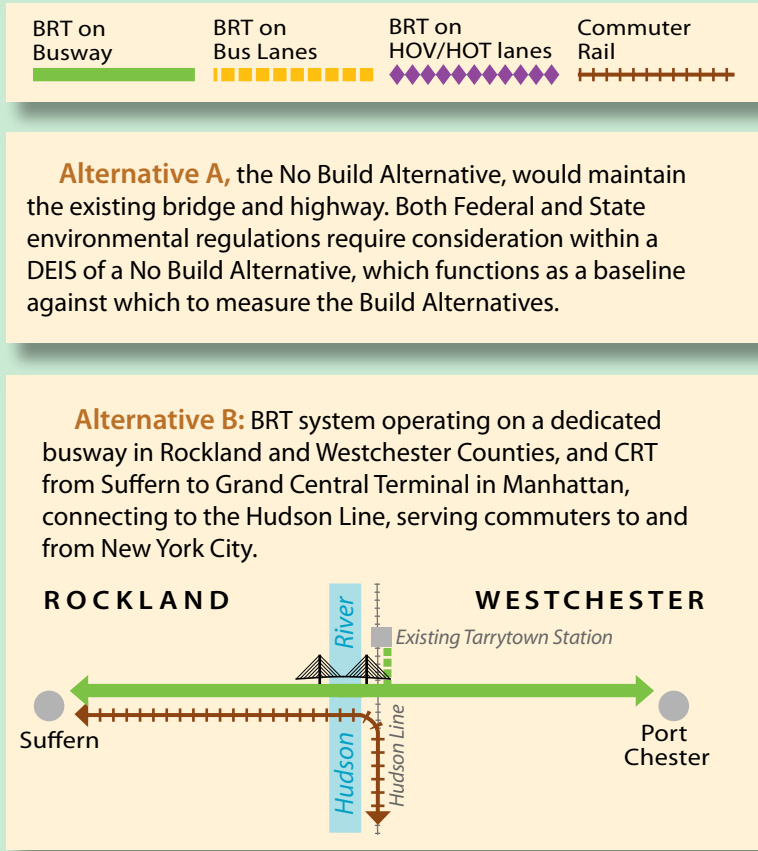 BRT on
Busway
BRT on
Bus Lanes
BRT on
HOV/HOT lanes
Commuter
Rail
Alternative A, the No Build Alternative, would maintain
the existing bridge and highway. Both Federal and State
environmental regulations require consideration within a
DEIS of a No Build Alternative, which functions as a baseline
against which to measure the Build Alternatives.
Alternative B: BRT system operating on a dedicated
busway in Rockland and Westchester Counties, and CRT
from Suffern to Grand Central Terminal in Manhattan,
connecting to the Hudson Line, serving commuters to and
from New York City.
ROCKLAND
WESTCHESTER
Hudson River
Existing Tarrytown Station
Suffern
Hudson Line
Port
Chester